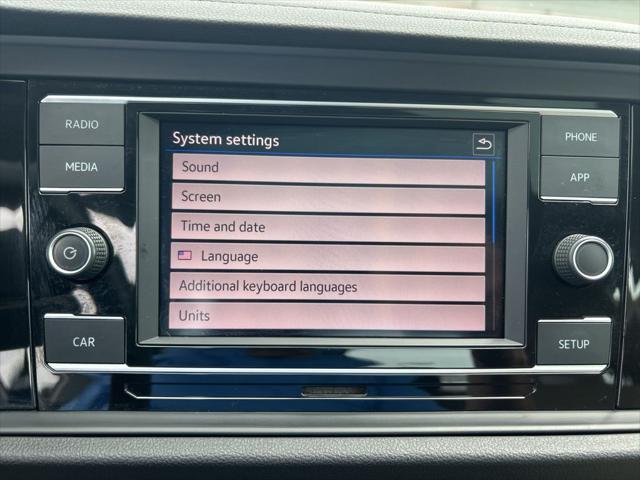 RADIO
MEDIA
CAR
System settings
Sound
Screen
Time and date
Language
Additional keyboard languages
Units
PHONE
APP
SETUP